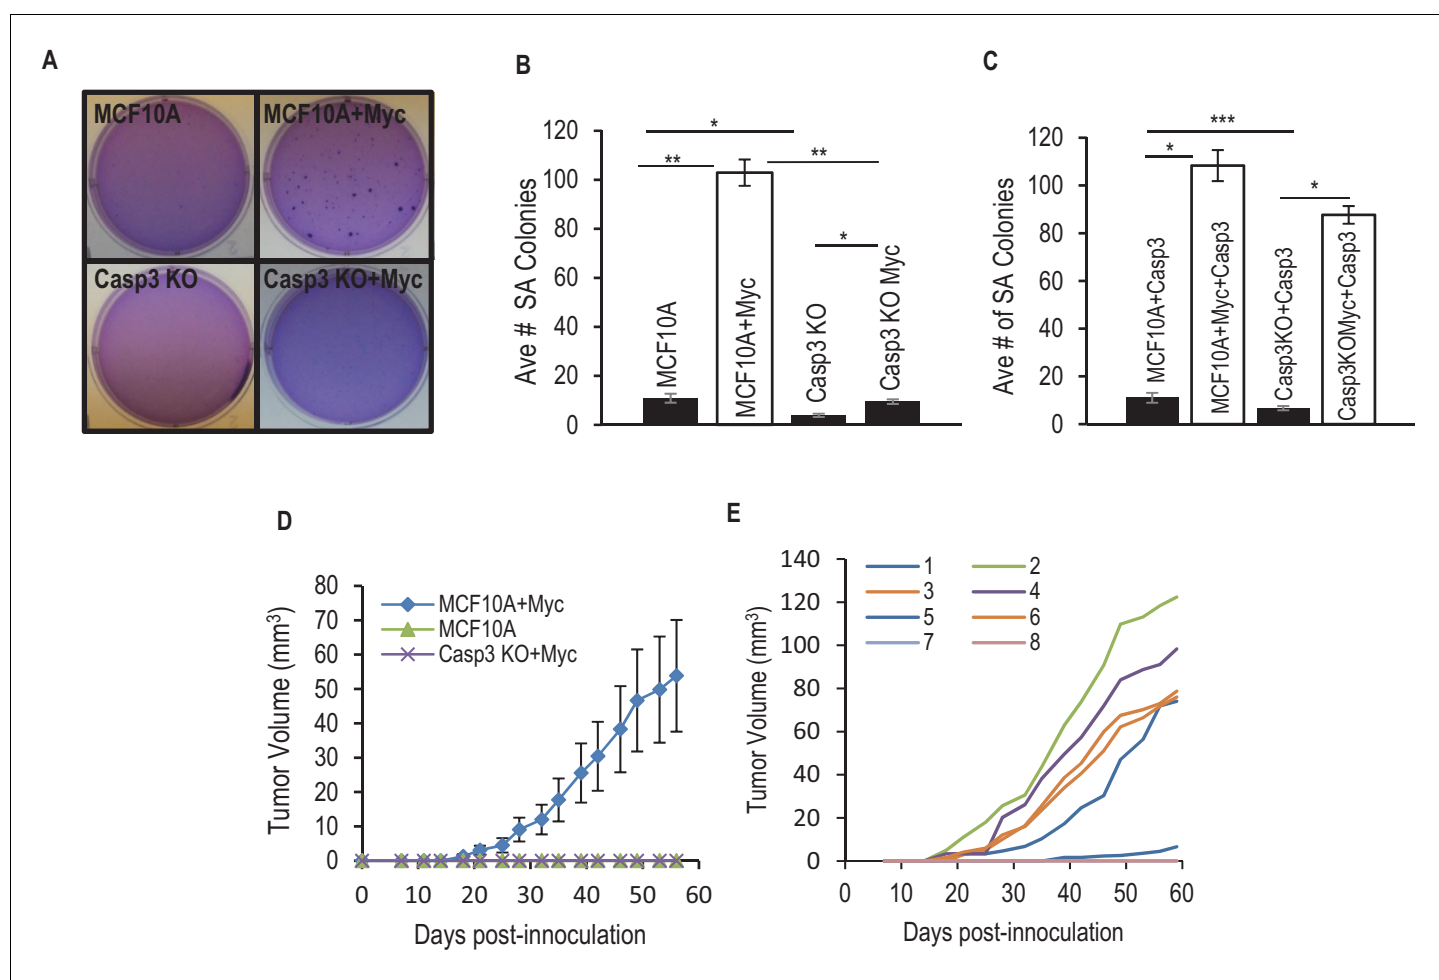 A
MCF10A
MCF10A+Myc
Casp3 KO
Casp3 KO+Myc
B
Ave # SA Colonies
120
100
80
60
40
20
0
*
**
**
*
MCF10A
MCF10A+Myc
Casp3 KO
Casp3 KO Myc
C
Ave # of SA Colonies
120
100
80
60
40
20
0
***
*
*
MCF10A+Casp3
MCF10A+Myc+Casp3
Casp3KO+Casp3
Casp3KOMyc+Casp3
D
Tumor Volume (mm3)
80
70
60
50
40
30
20
10
0
MCF10A+Myc
MCF10A
Casp3 KO+Myc
0 10 20 30 40 50 60
Days post-innoculation
E
Tumor Volume (mm3)
140
120
100
80
60
40
20
0
1 2
3 4
5 6
7 8
0 10 20 30 40 50 60
Days post-innoculation